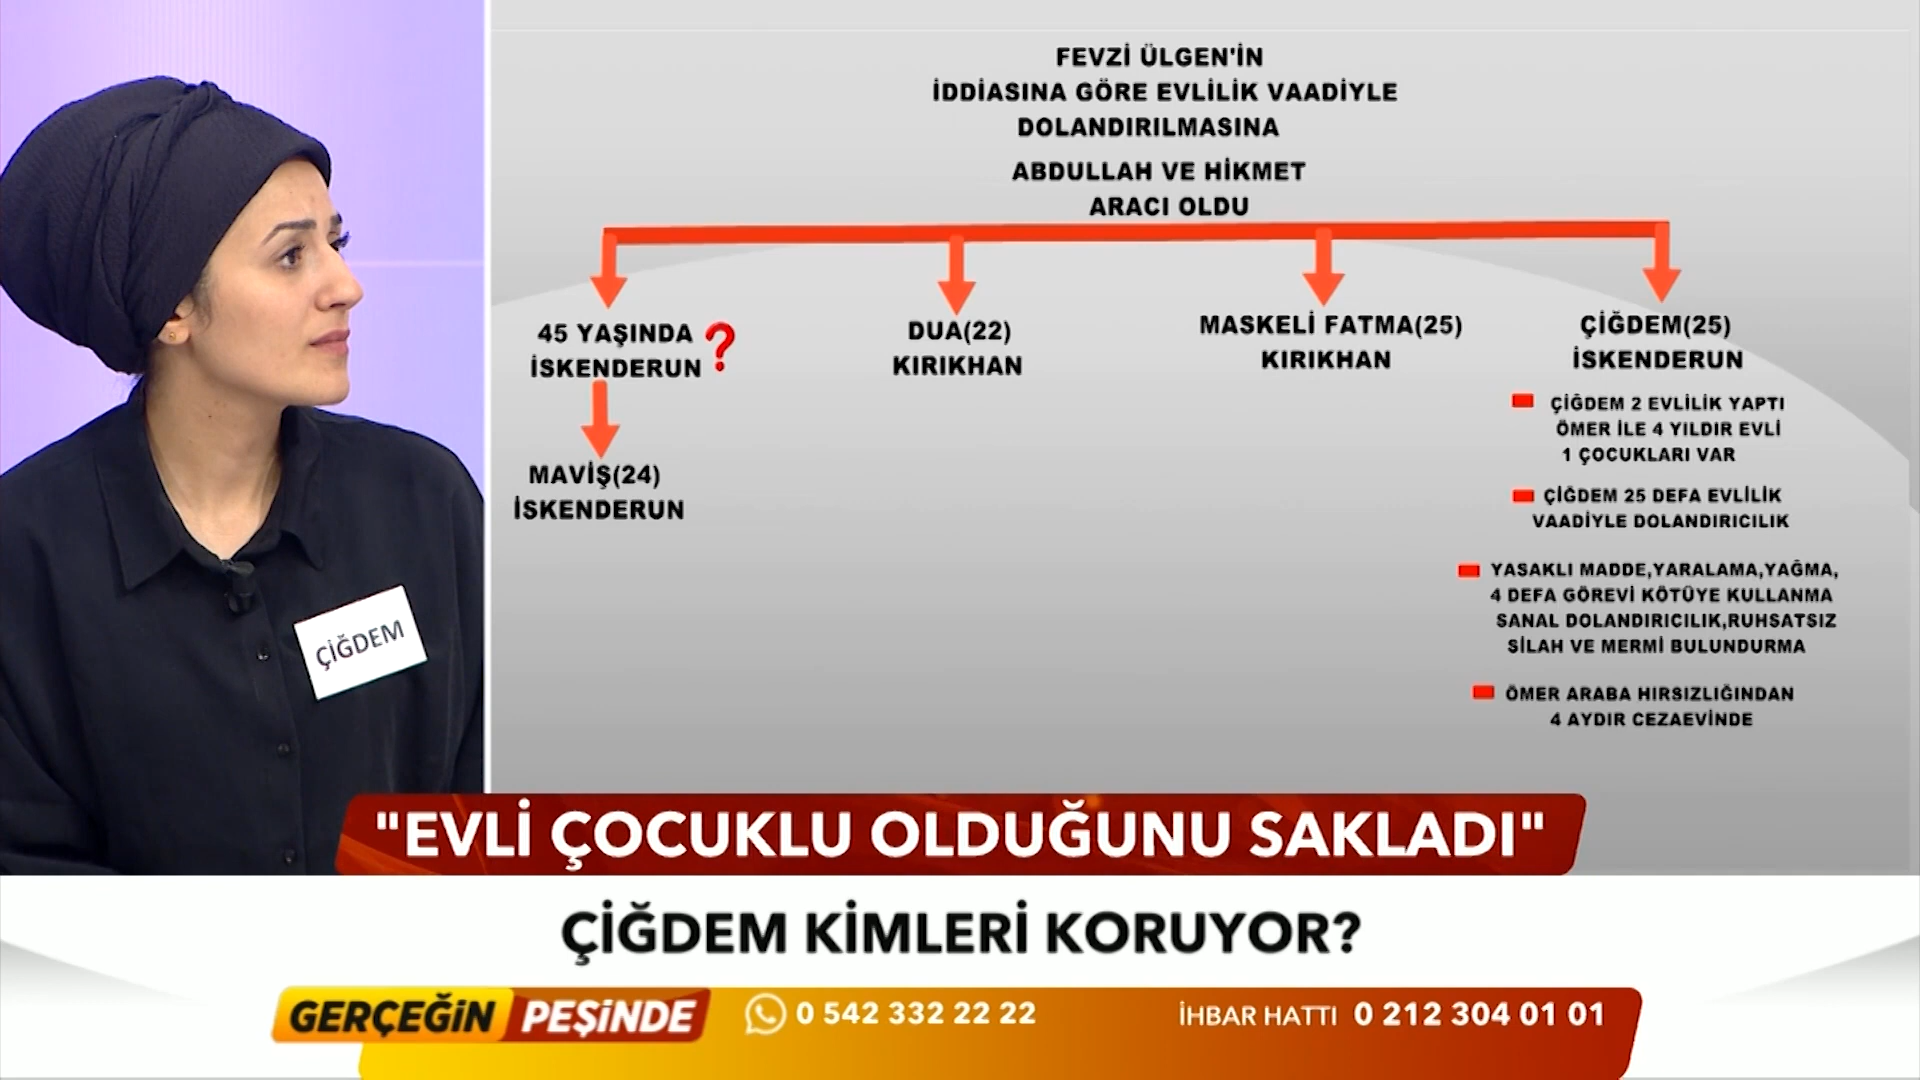 FEVZİ ÜLGEN'İN
İDDİASINA GÖRE EVLİLİK VAADİYLE
DOLANDIRILMASINA
ABDULLAH VE HİKMET
ARACI OLDU
45 YAŞINDA ?
İSKENDERUN
MAVİŞ(24)
İSKENDERUN
DUA(22)
KIRIKHAN
MASKELİ FATMA(25)
KIRIKHAN
ÇİĞDEM(25)
İSKENDERUN
ÇİĞDEM 2 EVLİLİK YAPTI
ÖMER İLE 4 YILDIR EVLİ
1 ÇOCUKLARI VAR
ÇİĞDEM 25 DEFA EVLİLİK
VAADİYLE DOLANDIRICILIK
YASAKLI MADDE,YARALAMA,YAĞMA,
4 DEFA GÖREVİ KÖTÜYE KULLANMA
SANAL DOLANDIRICILIK,RUHSATSIZ
SİLAH VE MERMİ BULUNDURMA
ÖMER ARABA HIRSIZLIĞINDAN
4 AYDIR CEZAEVİNDE
ÇİĞDEM
"EVLİ ÇOCUKLU OLDUĞUNU SAKLADI"
ÇİĞDEM KİMLERİ KORUYOR?
GERÇEĞİN PEŞİNDE 0 542 332 22 22 İHBAR HATTI 0 212 304 01 01